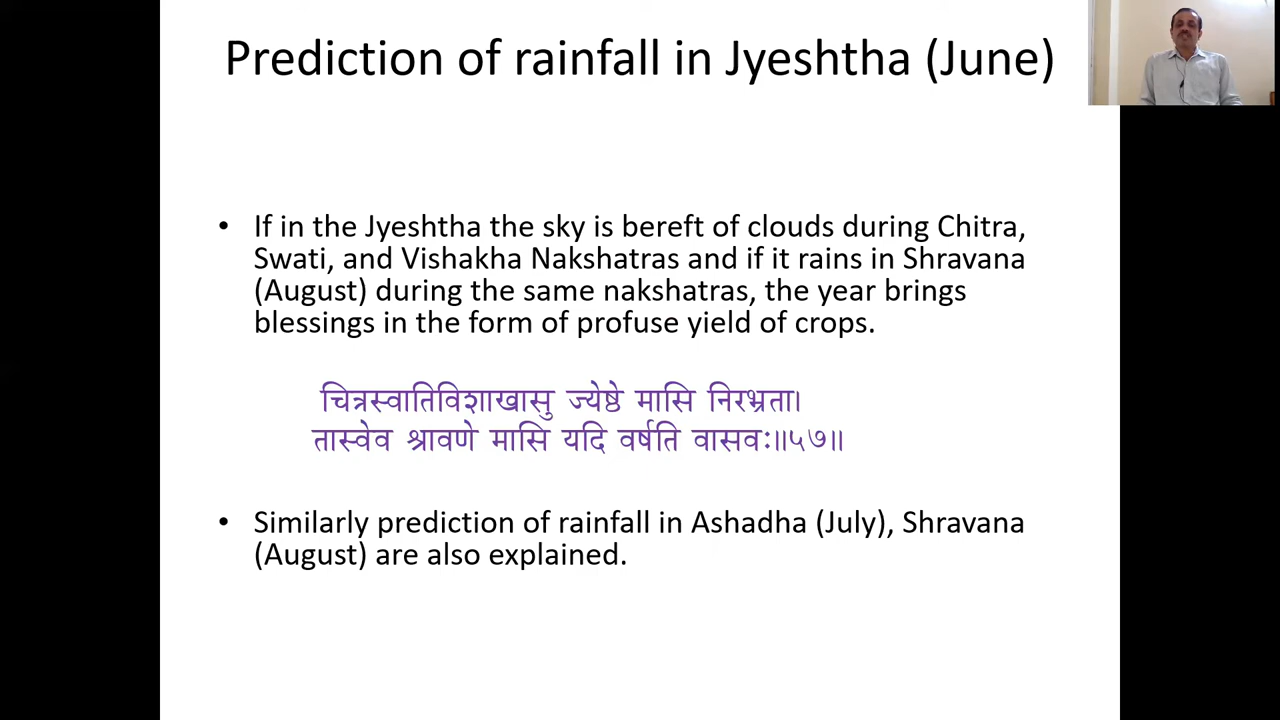 Prediction of rainfall in Jyeshtha (June)
• If in the Jyeshtha the sky is bereft of clouds during Chitra,
Swati, and Vishakha Nakshatras and if it rains in Shravana
(August) during the same nakshatras, the year brings
blessings in the form of profuse yield of crops.
चित्रस्वातिविशाखासु ज्येष्ठे मासि निरभ्रता।
तास्वेव श्रावणे मासि यदि वर्षति वासवः॥५७॥
• Similarly prediction of rainfall in Ashadha (July), Shravana
(August) are also explained.